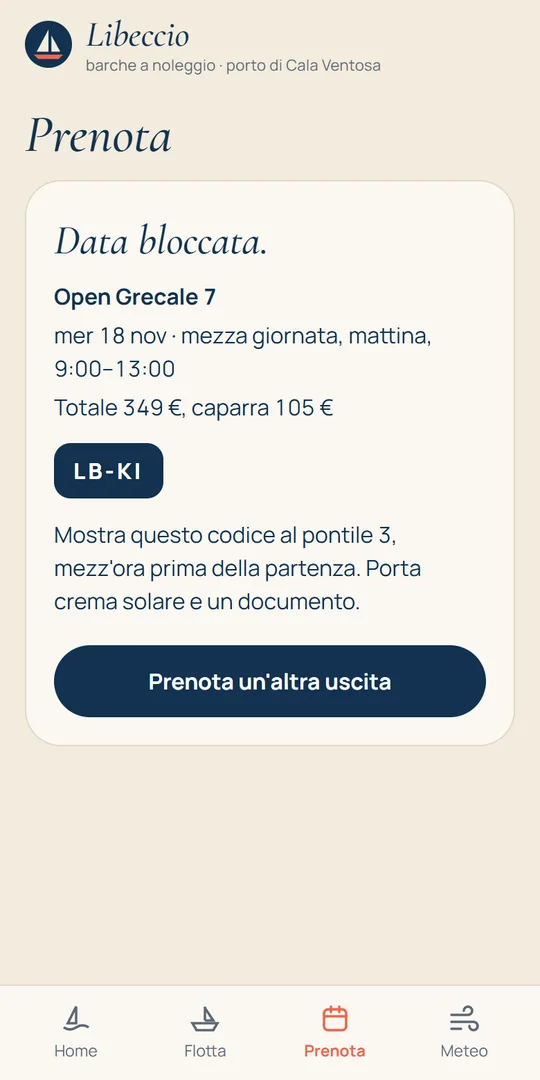 Libeccio
barche a noleggio · porto di Cala Ventosa
Prenota
Data bloccata.
Open Grecale 7
mer 18 nov · mezza giornata, mattina,
9:00–13:00
Totale 349 €, caparra 105 €
LB-KI
Mostra questo codice al pontile 3,
mezz'ora prima della partenza. Porta
crema solare e un documento.
Prenota un'altra uscita
Home
Flotta
Prenota
Meteo